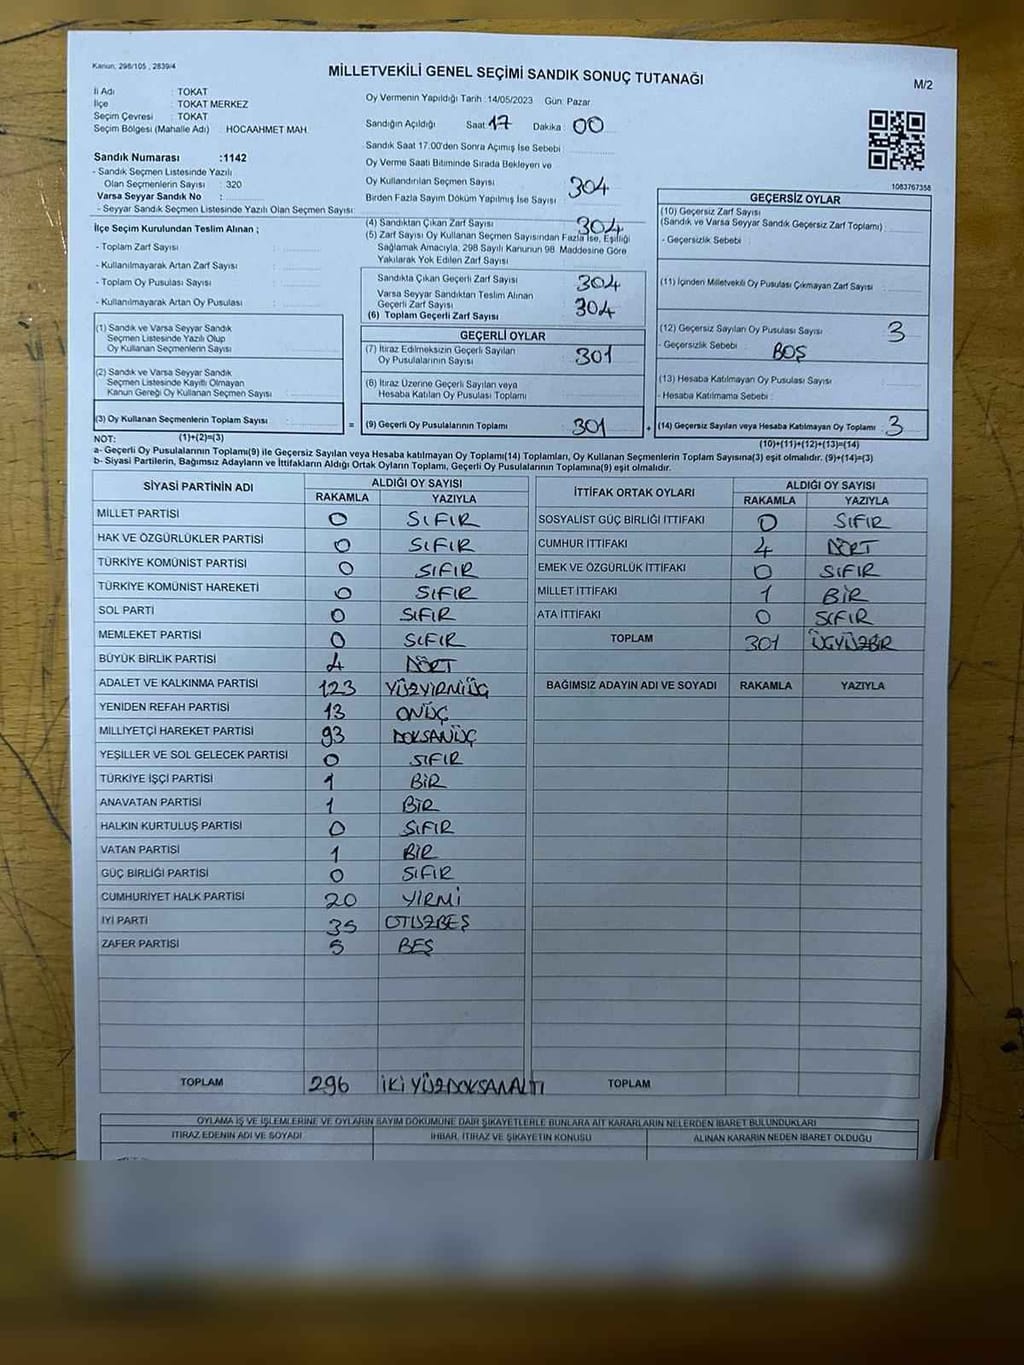 Kanun: 298/105 , 2839/4
MİLLETVEKİLİ GENEL SEÇİMİ SANDIK SONUÇ TUTANAĞI
M/2
İl Adı : TOKAT
İlçe : TOKAT MERKEZ
Seçim Çevresi : TOKAT
Seçim Bölgesi (Mahalle Adı) : HOCAAHMET MAH.
Sandık Numarası :1142
- Sandık Seçmen Listesinde Yazılı
Olan Seçmenlerin Sayısı : 320
Varsa Seyyar Sandık No :
- Seyyar Sandık Seçmen Listesinde Yazılı Olan Seçmen Sayısı
İlçe Seçim Kurulundan Teslim Alınan ;
- Toplam Zarf Sayısı :
- Kullanılmayarak Artan Zarf Sayısı :
- Toplam Oy Pusulası Sayısı :
- Kullanılmayarak Artan Oy Pusulası :
Oy Vermenin Yapıldığı Tarih :14/05/2023 Gün: Pazar
Sandığın Açıldığı Saat: 17 Dakika : 00
Sandık Saat 17.00'den Sonra Açımış İse Sebebi :
Oy Verme Saati Bitiminde Sırada Bekleyen ve
Oy Kullandırılan Seçmen Sayısı : 304
Birden Fazla Sayım Döküm Yapılmış İse Sayısı :
(4) Sandıktan Çıkan Zarf Sayısı : 304
(5) Zarf Sayısı Oy Kullanan Seçmen Sayısından Fazla İse, Eşitliği
Sağlamak Amacıyla, 298 Sayılı Kanunun 98. Maddesine Göre
Yakılarak Yok Edilen Zarf Sayısı :
Sandıkta Çıkan Geçerli Zarf Sayısı : 304
Varsa Seyyar Sandıktan Teslim Alınan
Geçerli Zarf Sayısı : 304
(6) Toplam Geçerli Zarf Sayısı :
1083767358
GEÇERSİZ OYLAR
(10) Geçersiz Zarf Sayısı
(Sandık ve Varsa Seyyar Sandık Geçersiz Zarf Toplamı) :
- Geçersizlik Sebebi :
(11) İçinden Milletvekili Oy Pusulası Çıkmayan Zarf Sayısı :
(12) Geçersiz Sayılan Oy Pusulası Sayısı : 3
- Geçersizlik Sebebi : BOŞ
(13) Hesaba Katılmayan Oy Pusulası Sayısı :
- Hesaba Katılmama Sebebi :
(1) Sandık ve Varsa Seyyar Sandık
Seçmen Listesinde Yazılı Olup
Oy Kullanan Seçmenlerin Sayısı :
(2) Sandık ve Varsa Seyyar Sandık
Seçmen Listesinde Kayıtlı Olmayan
Kanun Gereği Oy Kullanan Seçmen Sayısı :
GEÇERLİ OYLAR
(7) İtiraz Edilmeksizin Geçerli Sayılan
Oy Pusulalarının Sayısı : 301
(8) İtiraz Üzerine Geçerli Sayılan veya
Hesaba Katılan Oy Pusulası Toplamı :
(3) Oy Kullanan Seçmenlerin Toplam Sayısı : = (9) Geçerli Oy Pusulalarının Toplamı : 301 + (14) Geçersiz Sayılan veya Hesaba Katılmayan Oy Toplamı : 3
NOT: (1)+(2)=(3) (10)+(11)+(12)+(13)=(14)
a- Geçerli Oy Pusulalarının Toplamı(9) ile Geçersiz Sayılan veya Hesaba katılmayan Oy Toplamı(14) Toplamları, Oy Kullanan Seçmenlerin Toplam Sayısına(3) eşit olmalıdır. (9)+(14)=(3)
b- Siyasi Partilerin, Bağımsız Adayların ve İttifakların Aldığı Ortak Oyların Toplamı, Geçerli Oy Pusulalarının Toplamına(9) eşit olmalıdır.
SİYASİ PARTİNİN ADI ALDIĞI OY SAYISI
RAKAMLA YAZIYLA
MİLLET PARTİSİ 0 SIFIR
HAK VE ÖZGÜRLÜKLER PARTİSİ 0 SIFIR
TÜRKİYE KOMÜNİST PARTİSİ 0 SIFIR
TÜRKİYE KOMÜNİST HAREKETİ 0 SIFIR
SOL PARTİ 0 SIFIR
MEMLEKET PARTİSİ 0 SIFIR
BÜYÜK BİRLİK PARTİSİ 4 DÖRT
ADALET VE KALKINMA PARTİSİ 123 YÜZYİRMİÜÇ
YENİDEN REFAH PARTİSİ 13 ONÜÇ
MİLLİYETÇİ HAREKET PARTİSİ 93 DOKSANÜÇ
YEŞİLLER VE SOL GELECEK PARTİSİ 0 SIFIR
TÜRKİYE İŞÇİ PARTİSİ 1 BİR
ANAVATAN PARTİSİ 1 BİR
HALKIN KURTULUŞ PARTİSİ 0 SIFIR
VATAN PARTİSİ 1 BİR
GÜÇ BİRLİĞİ PARTİSİ 0 SIFIR
CUMHURİYET HALK PARTİSİ 20 YİRMİ
İYİ PARTİ 35 OTUZBEŞ
ZAFER PARTİSİ 5 BEŞ
TOPLAM 296 İKİ YÜZDOKSANALTI
İTTİFAK ORTAK OYLARI ALDIĞI OY SAYISI
RAKAMLA YAZIYLA
SOSYALIST GÜÇ BİRLİĞİ İTTİFAKI 0 SIFIR
CUMHUR İTTİFAKI 4 DÖRT
EMEK VE ÖZGÜRLÜK İTTİFAKI 0 SIFIR
MİLLET İTTİFAKI 1 BİR
ATA İTTİFAKI 0 SIFIR
TOPLAM 301 ÜÇYÜZBİR
BAĞIMSIZ ADAYIN ADI VE SOYADI RAKAMLA YAZIYLA
TOPLAM
OYLAMA İŞ VE İŞLEMLERİNE VE OYLARIN SAYIM DÖKÜMÜNE DAİR ŞİKAYETLERLE BUNLARA AİT KARARLARIN NELERDEN İBARET BULUNDUKLARI
İTİRAZ EDENİN ADI VE SOYADI İHBAR, İTİRAZ VE ŞİKAYETİN KONUSU ALINAN KARARIN NEDEN İBARET OLDUĞU